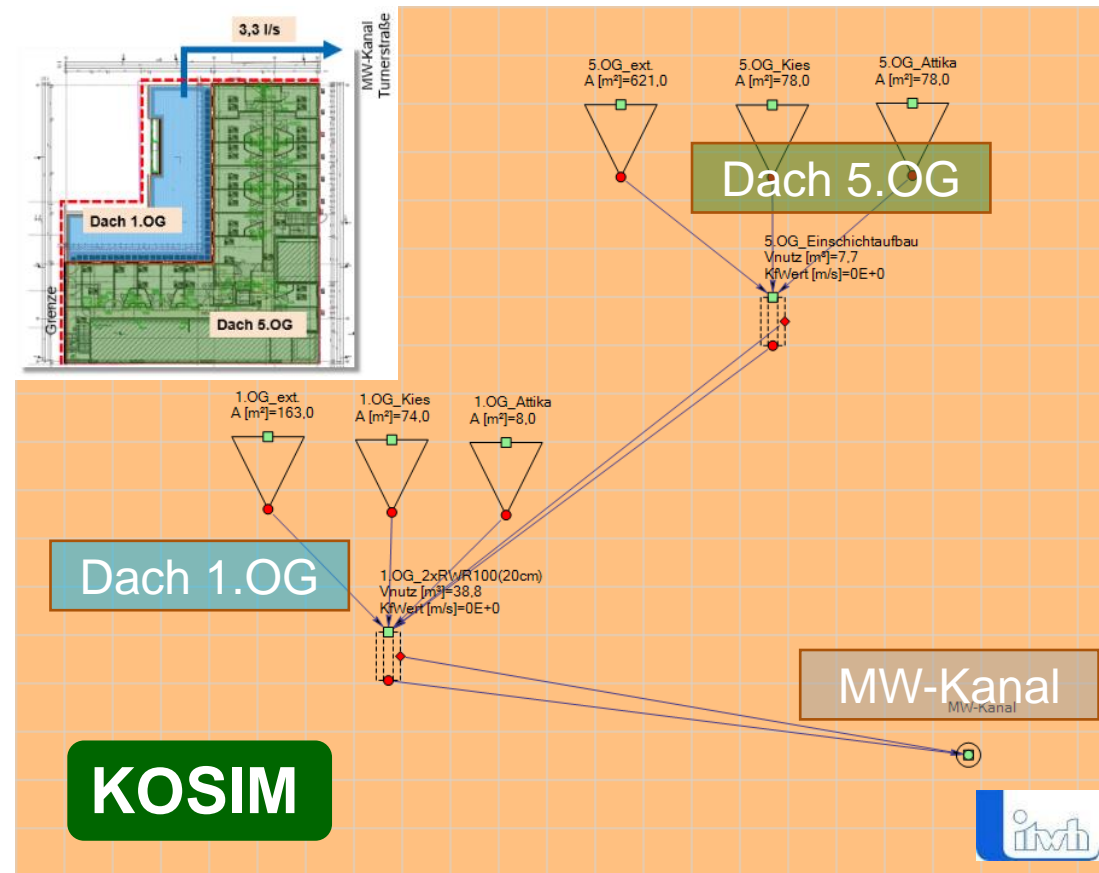 3,3 l/s
MW-Kanal
Turnerstraße
Dach 1.OG
Grenze
Dach 5.OG
5.OG_ext.
A [m²]=621,0
5.OG_Kies
A [m²]=78,0
5.OG_Attika
A [m²]=78,0
Dach 5.OG
5.OG_Einschichtaufbau
Vnutz [m³]=7,7
KfWert [m/s]=0E+0
1.OG_ext.
A [m²]=163,0
1.OG_Kies
A [m²]=74,0
1.OG_Attika
A [m²]=8,0
Dach 1.OG
1.OG_2xRWR100(20cm)
Vnutz [m³]=38,8
KfWert [m/s]=0E+0
MW-Kanal
MW-Kanal
KOSIM
itwh